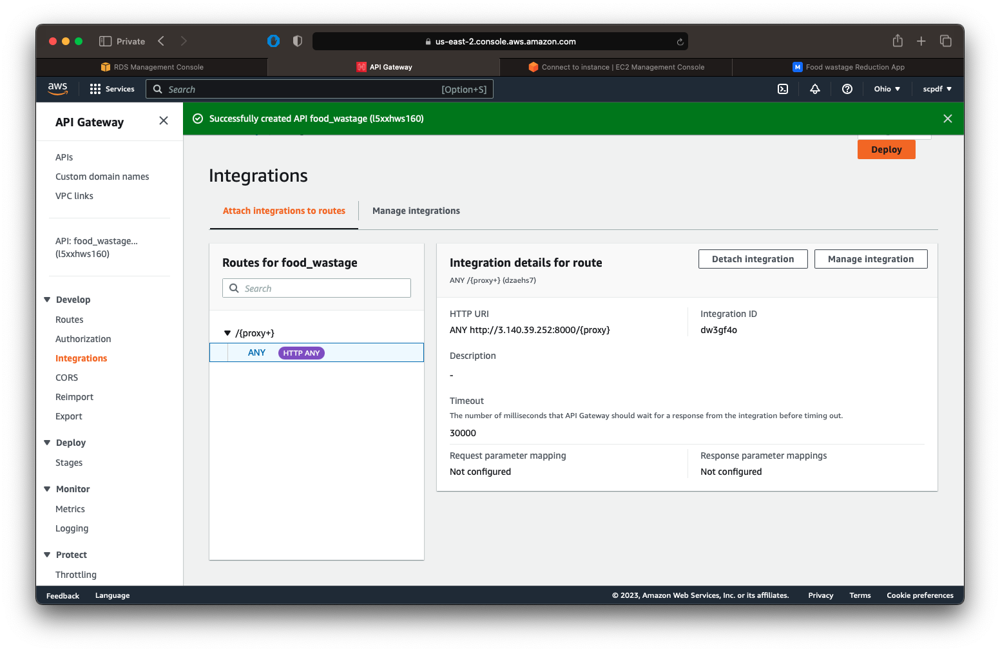 Private
us-east-2.console.aws.amazon.com
RDS Management Console
API Gateway
Connect to instance | EC2 Management Console
M Food wastage Reduction App
aws
Services
Search
[Option+S]
Ohio
scpdf
API Gateway
Successfully created API food_wastage (l5xxhws160)
APIs
Custom domain names
VPC links
API: food_wastage...
(l5xxhws160)
Develop
Routes
Authorization
Integrations
CORS
Reimport
Export
Deploy
Stages
Monitor
Metrics
Logging
Protect
Throttling
Deploy
Integrations
Attach integrations to routes
Manage integrations
Routes for food_wastage
Search
/{proxy+}
ANY HTTP ANY
Integration details for route
ANY /{proxy+} (dzaehs7)
Detach integration
Manage integration
HTTP URI
ANY http://3.140.39.252:8000/{proxy}
Integration ID
dw3gf4o
Description
-
Timeout
The number of milliseconds that API Gateway should wait for a response from the integration before timing out.
30000
Request parameter mapping
Not configured
Response parameter mappings
Not configured
Feedback
Language
© 2023, Amazon Web Services, Inc. or its affiliates.
Privacy
Terms
Cookie preferences